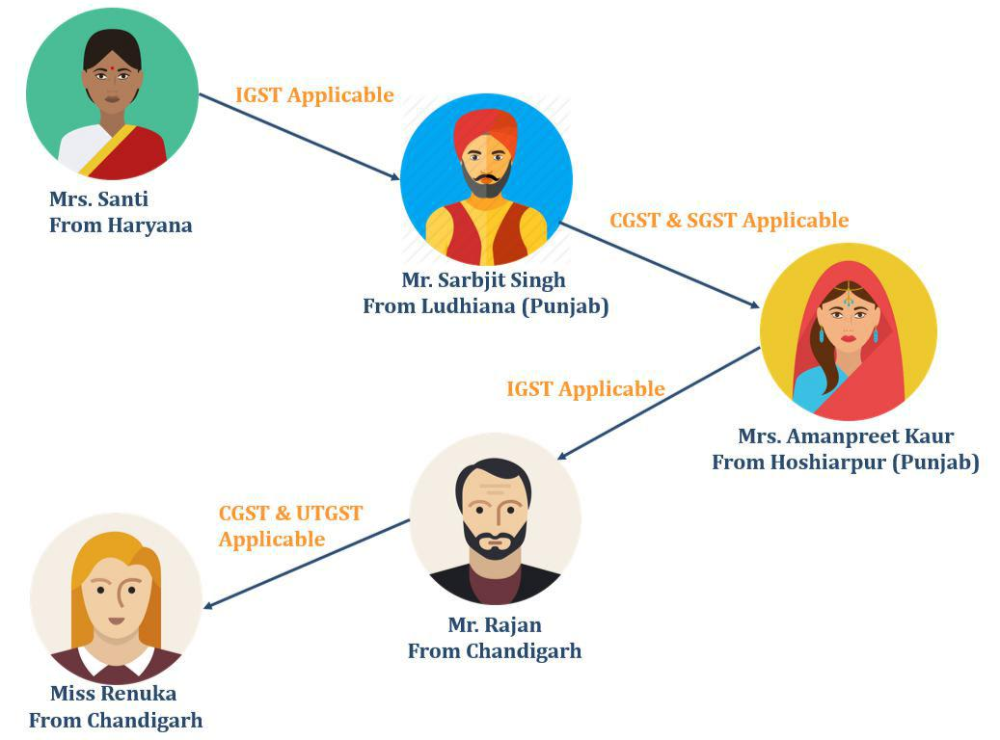 IGST Applicable
Mrs. Santi
From Haryana
CGST & SGST Applicable
Mr. Sarbjit Singh
From Ludhiana (Punjab)
IGST Applicable
Mrs. Amanpreet Kaur
From Hoshiarpur (Punjab)
CGST & UTGST
Applicable
Mr. Rajan
From Chandigarh
Miss Renuka
From Chandigarh